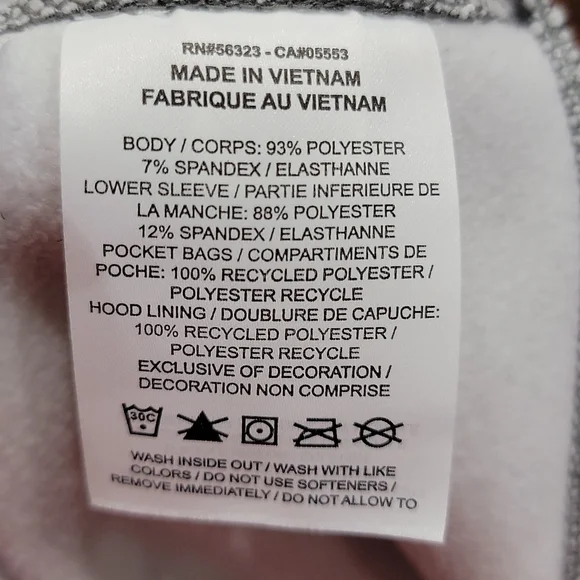 RN#56323 - CA#05553
MADE IN VIETNAM
FABRIQUE AU VIETNAM
BODY / CORPS: 93% POLYESTER
7% SPANDEX / ELASTHANNE
LOWER SLEEVE / PARTIE INFERIEURE DE
LA MANCHE: 88% POLYESTER
12% SPANDEX / ELASTHANNE
POCKET BAGS / COMPARTIMENTS DE
POCHE: 100% RECYCLED POLYESTER /
POLYESTER RECYCLE
HOOD LINING / DOUBLURE DE CAPUCHE:
100% RECYCLED POLYESTER /
POLYESTER RECYCLE
EXCLUSIVE OF DECORATION /
DECORATION NON COMPRISE
30C
WASH INSIDE OUT / WASH WITH LIKE
COLORS / DO NOT USE SOFTENERS /
REMOVE IMMEDIATELY / DO NOT ALLOW TO